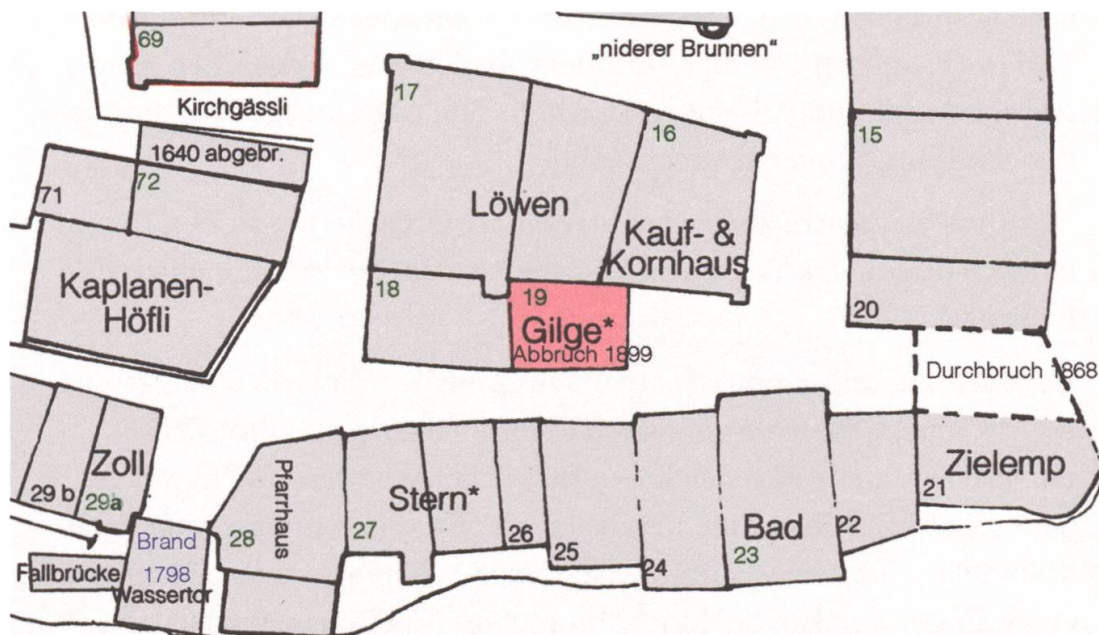 69
„niderer Brunnen“
Kirchgässli
17
16
15
1640 abgebr.
71
72
Löwen
Kauf- &
Kornhaus
Kaplanen-
Höfli
18
19
Gilge*
Abbruch 1899
20
Durchbruch 1868
Zoll
29 b
29a
Pfarrhaus
Stern*
Zielemp
21
Bad
22
Brand
28
27
26
25
24
23
Fallbrücke
1798
Wassertor